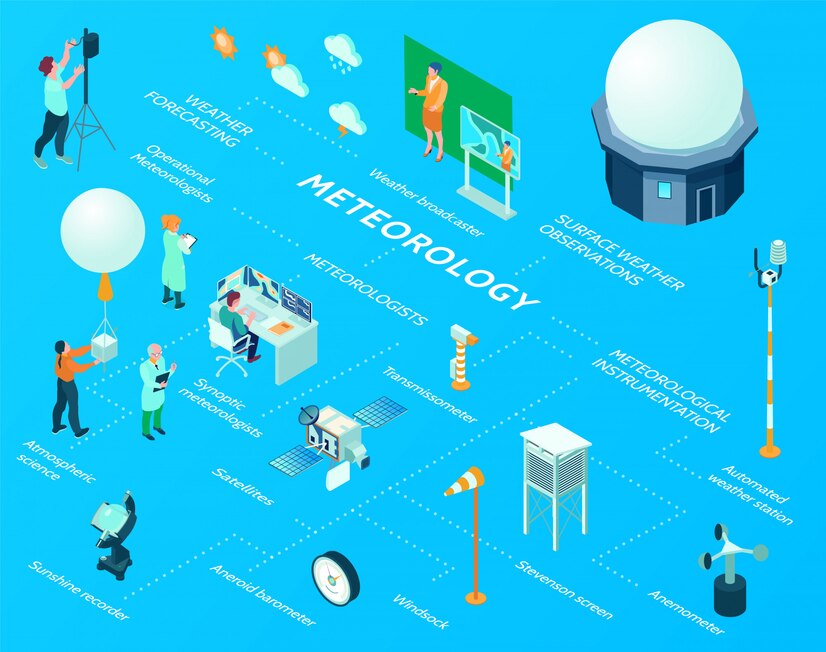 WEATHER
FORECASTING
Operational
Meteorologists
Weather broadcaster
METEOROLOGY
SURFACE WEATHER
OBSERVATIONS
METEOROLOGISTS
METEOROLOGICAL
INSTRUMENTATION
Transmissometer
Synoptic
meteorologists
Atmospheric
science
Satellites
Automated
weather station
Sunshine recorder
Aneroid barometer
Windsock
Stevenson screen
Anemometer